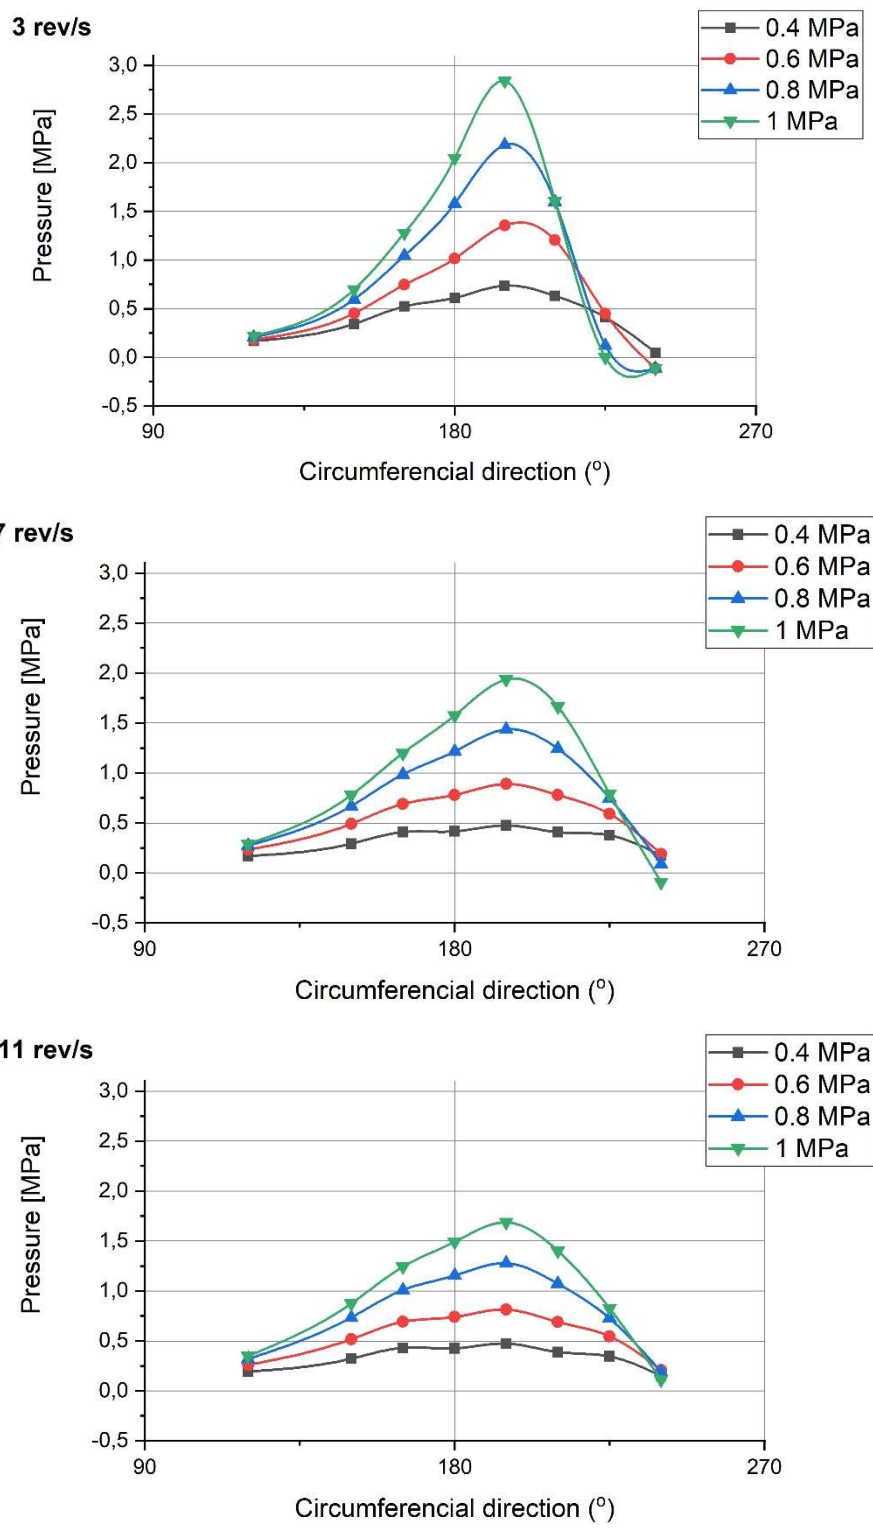 3 rev/s
0.4 MPa
0.6 MPa
0.8 MPa
1 MPa
Pressure [MPa]
3,0
2,5
2,0
1,5
1,0
0,5
0,0
-0,5
90
180
270
Circumferencial direction (o)
7 rev/s
0.4 MPa
0.6 MPa
0.8 MPa
1 MPa
Pressure [MPa]
3,0
2,5
2,0
1,5
1,0
0,5
0,0
-0,5
90
180
270
Circumferencial direction (o)
11 rev/s
0.4 MPa
0.6 MPa
0.8 MPa
1 MPa
Pressure [MPa]
3,0
2,5
2,0
1,5
1,0
0,5
0,0
-0,5
90
180
270
Circumferencial direction (o)